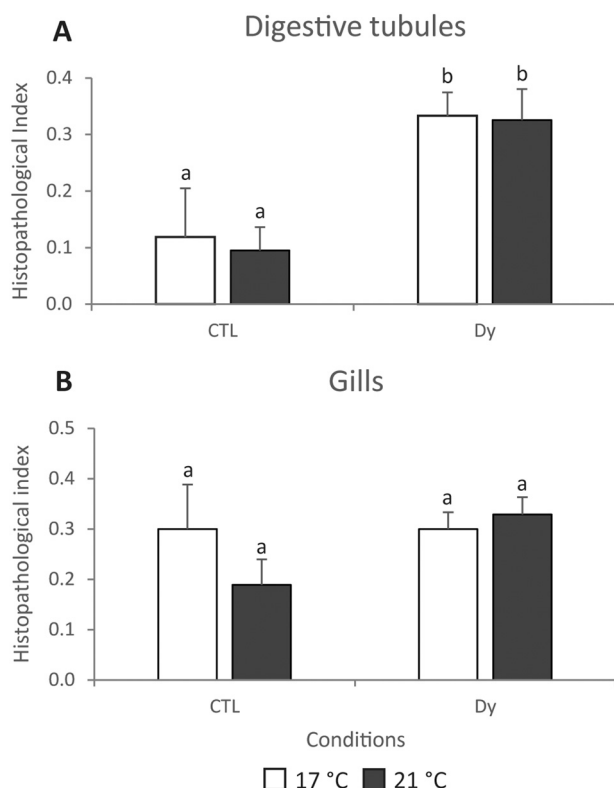 A
Digestive tubules
Histopathological Index
0.4
0.3
0.2
0.1
0.0
a
a
b
b
CTL
Dy
B
Gills
Histopathological index
0.5
0.4
0.3
0.2
0.1
0.0
a
a
a
a
CTL
Dy
Conditions
17 °C 21 °C